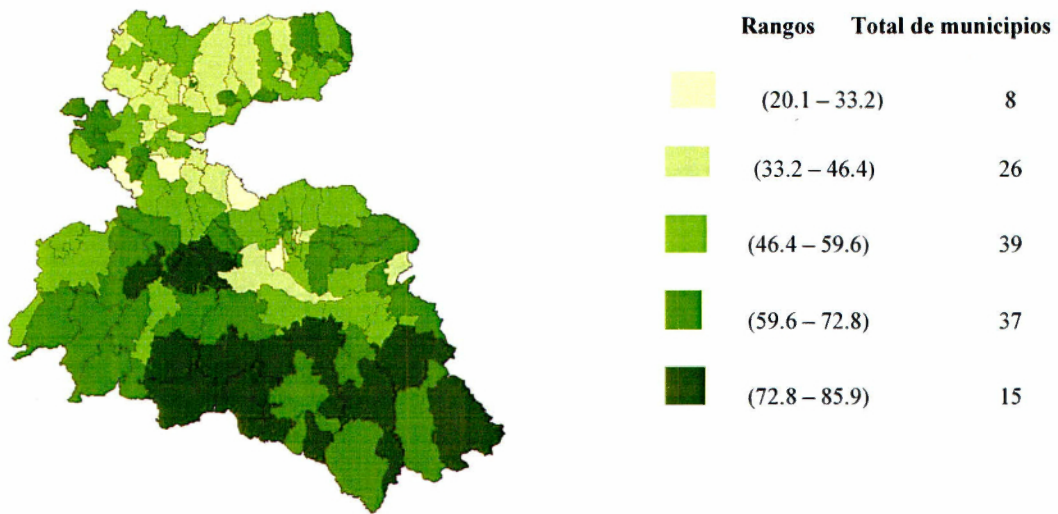 Rangos Total de municipios
(20.1 – 33.2) 8
(33.2 – 46.4) 26
(46.4 – 59.6) 39
(59.6 – 72.8) 37
(72.8 – 85.9) 15